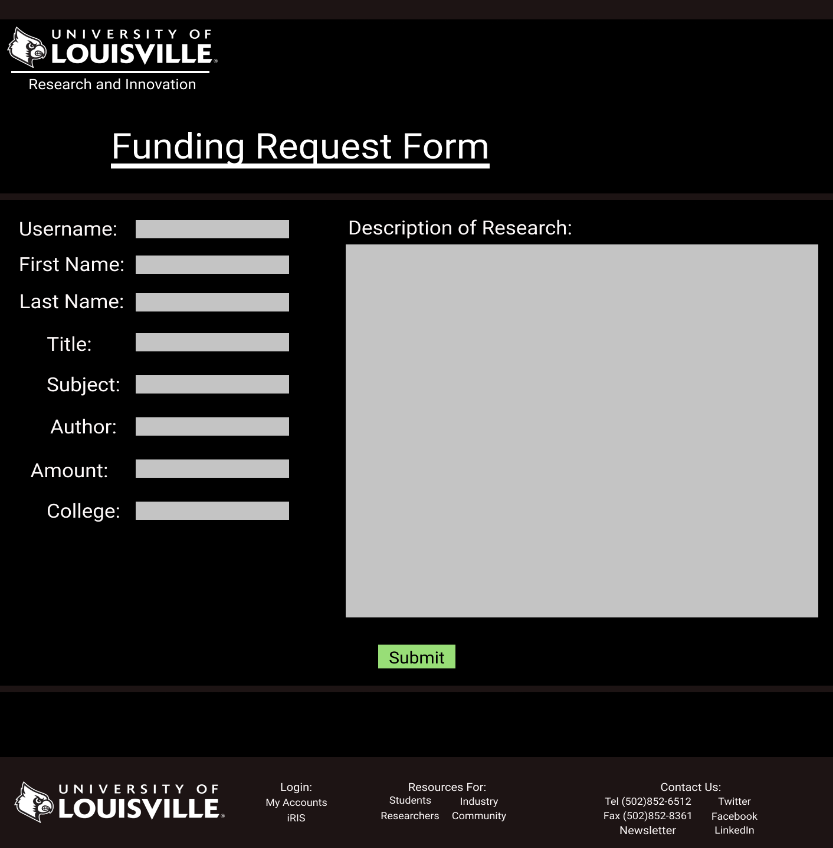 UNIVERSITY OF
LOUISVILLE
Research and Innovation
Funding Request Form
Username:
First Name:
Last Name:
Title:
Subject:
Author:
Amount:
College:
Description of Research:
Submit
UNIVERSITY OF
LOUISVILLE
Login:
My Accounts
iRIS
Resources For:
Students Industry
Researchers Community
Contact Us:
Tel (502)852-6512 Twitter
Fax (502)852-8361 Facebook
Newsletter LinkedIn